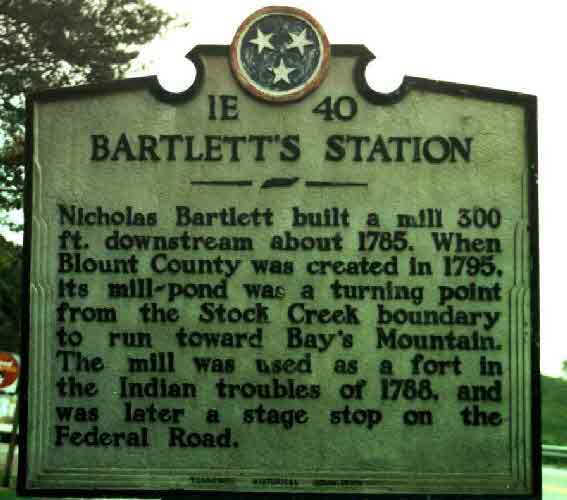 1E 40
BARTLETT'S STATION
Nicholas Bartlett built a mill 300
ft. downstream about 1785. When
Blount County was created in 1795,
its mill-pond was a turning point
from the Stock Creek boundary
to run toward Bay's Mountain.
The mill was used as a fort in
the Indian troubles of 1788, and
was later a stage stop on the
Federal Road.
TENNESSEE HISTORICAL COMMISSION